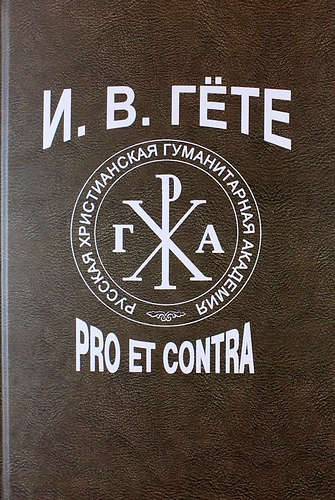 И. В. ГЁТЕ
РУССКАЯ ХРИСТИАНСКАЯ ГУМАНИТАРНАЯ АКАДЕМИЯ
Р
Г Х А
PRO ET CONTRA